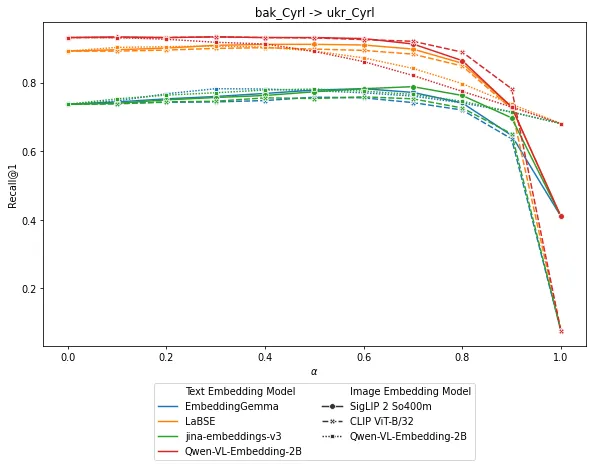 bak_Cyrl -> ukr_Cyrl
Recall@1
0.8
0.6
0.4
0.2
0.0 0.2 0.4 0.6 0.8 1.0
α
Text Embedding Model Image Embedding Model
EmbeddingGemma SigLIP 2 So400m
LaBSE CLIP ViT-B/32
jina-embeddings-v3 Qwen-VL-Embedding-2B
Qwen-VL-Embedding-2B